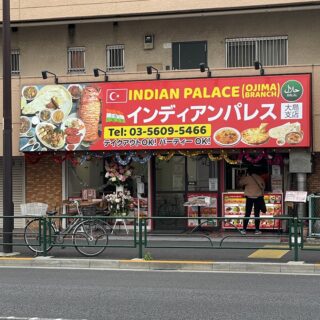 INDIAN PALACE (OJIMA BRANCH)
インディアンパレス
大島
支店
Tel: 03-5609-5466
テイクアウトOK! パーティーOK!
HALAL